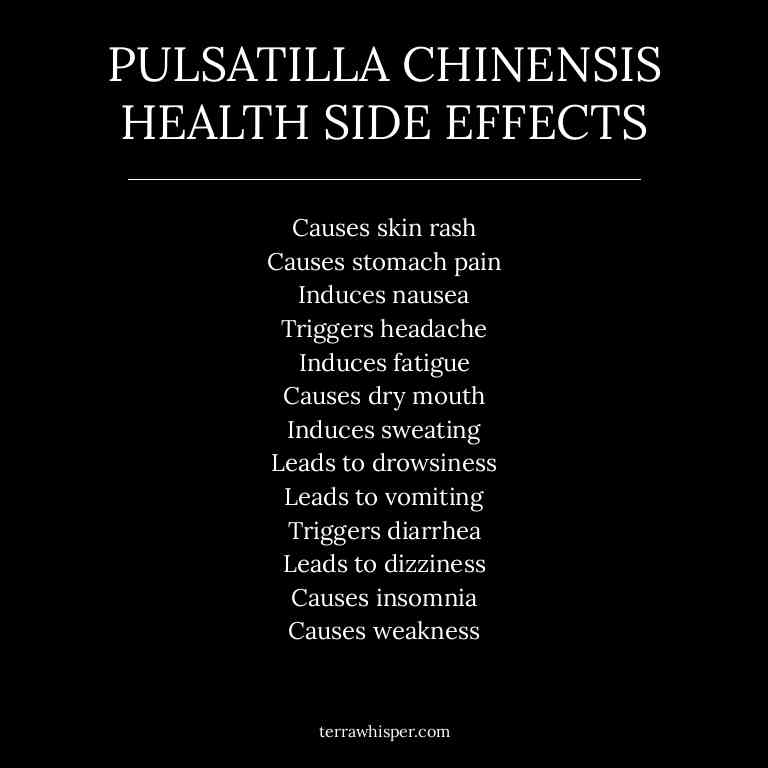 PULSATILLA CHINENSIS
HEALTH SIDE EFFECTS
Causes skin rash
Causes stomach pain
Induces nausea
Triggers headache
Induces fatigue
Causes dry mouth
Induces sweating
Leads to drowsiness
Leads to vomiting
Triggers diarrhea
Leads to dizziness
Causes insomnia
Causes weakness
terrawhisper.com